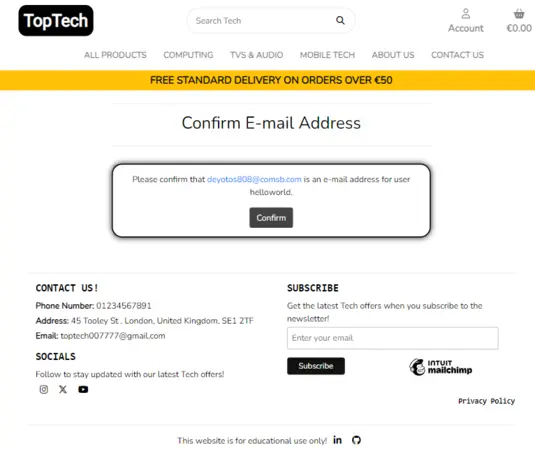 TopTech
Search Tech
Account
€0.00
ALL PRODUCTS COMPUTING TVS & AUDIO MOBILE TECH ABOUT US CONTACT US
FREE STANDARD DELIVERY ON ORDERS OVER €50
Confirm E-mail Address
Please confirm that deyotos808@comsb.com is an e-mail address for user
helloworld.
Confirm
CONTACT US!
Phone Number: 01234567891
Address: 45 Tooley St , London, United Kingdom, SE1 2TF
Email: toptech007777@gmail.com
SOCIALS
Follow to stay updated with our latest Tech offers!
SUBSCRIBE
Get the latest Tech offers when you subscribe to the
newsletter!
Enter your email
Subscribe
INTUIT
mailchimp
Privacy Policy
This website is for educational use only!